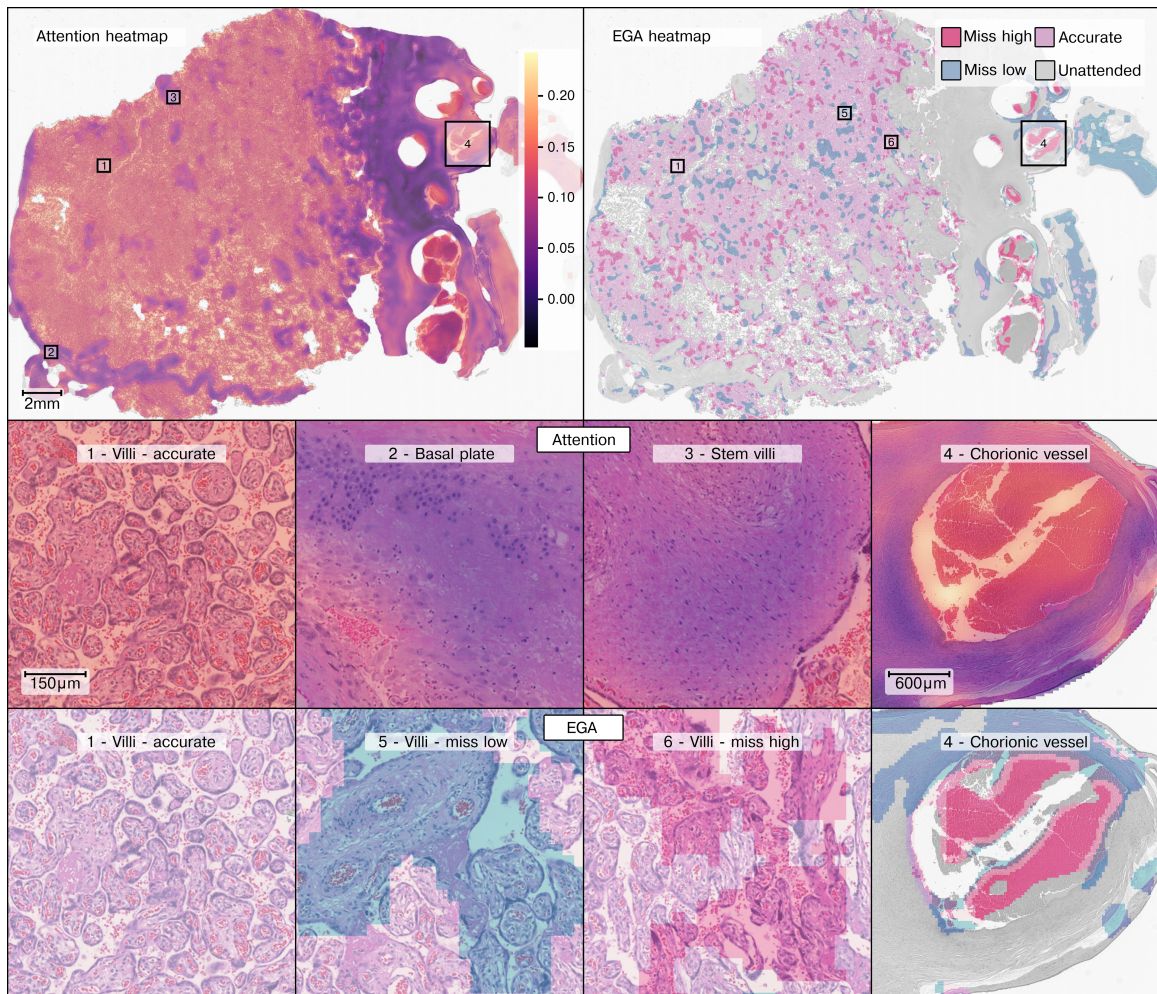 Attention heatmap
0.20
0.15
0.10
0.05
0.00
3
1
4
2
2mm
EGA heatmap
Miss high
Accurate
Miss low
Unattended
5
6
1
4
Attention
1 - Villi - accurate
2 - Basal plate
3 - Stem villi
4 - Chorionic vessel
150μm
600μm
EGA
1 - Villi - accurate
5 - Villi - miss low
6 - Villi - miss high
4 - Chorionic vessel